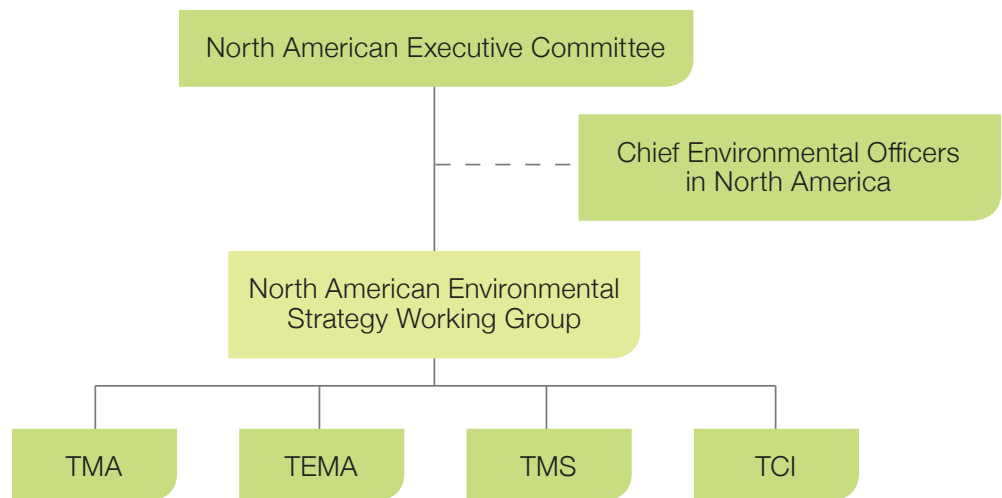 North American Executive Committee
Chief Environmental Officers
in North America
North American Environmental
Strategy Working Group
TMA
TEMA
TMS
TCI